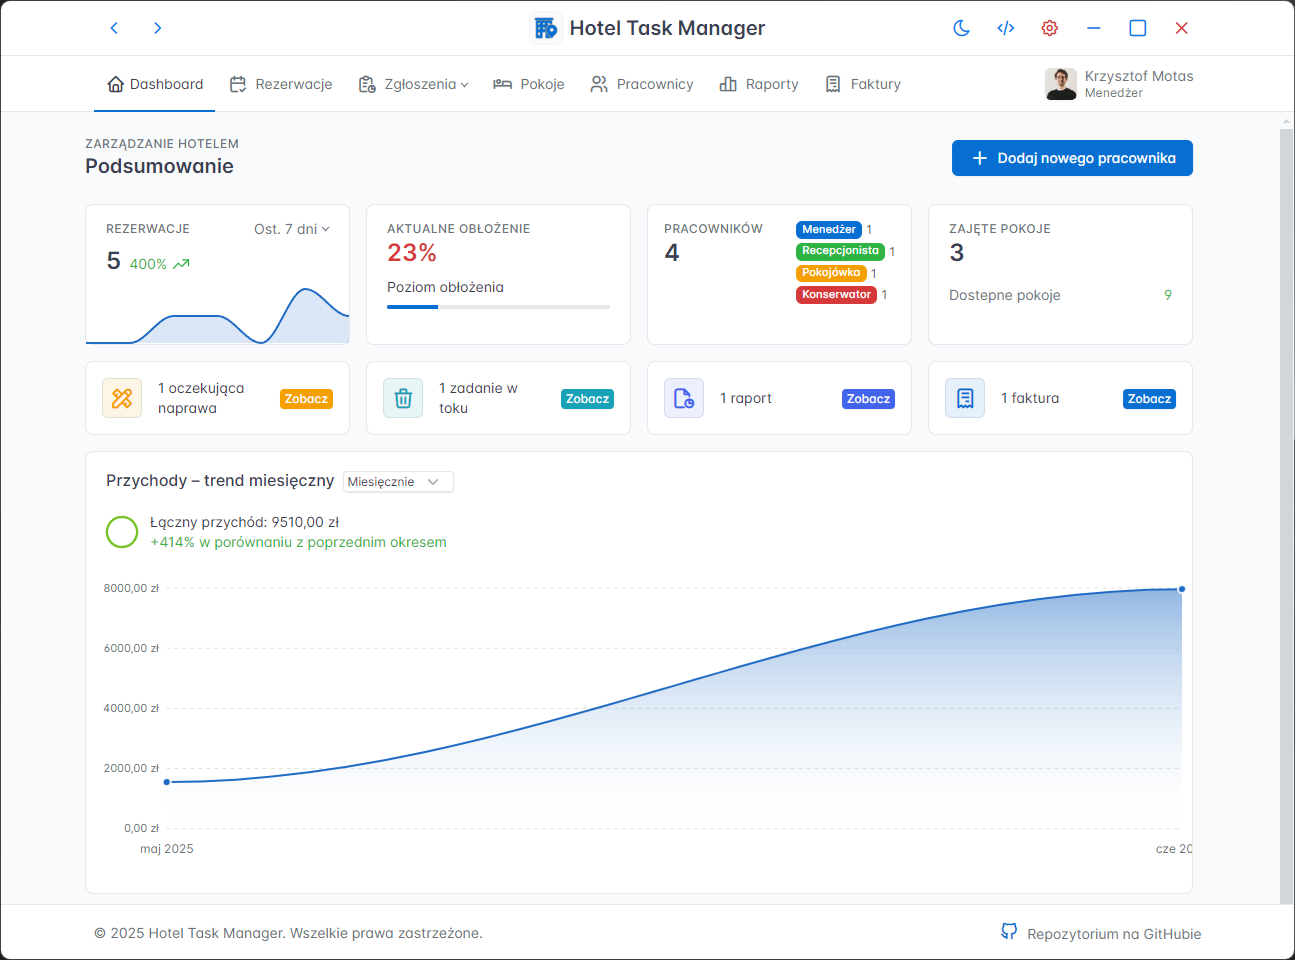 Hotel Task Manager
Dashboard
Rezerwacje
Zgłoszenia
Pokoje
Pracownicy
Raporty
Faktury
Krzysztof Motas
Menedżer
ZARZĄDZANIE HOTELEM
Podsumowanie
Dodaj nowego pracownika
REZERWACJE
Ost. 7 dni
5 400%
AKTUALNE OBŁOŻENIE
23%
Poziom obłożenia
PRACOWNIKÓW
4
Menedżer 1
Recepcjonista 1
Pokojówka 1
Konserwator 1
ZAJĘTE POKOJE
3
Dostepne pokoje 9
1 oczekująca
naprawa
Zobacz
1 zadanie w
toku
Zobacz
1 raport
Zobacz
1 faktura
Zobacz
Przychody – trend miesięczny
Miesięcznie
Łączny przychód: 9510,00 zł
+414% w porównaniu z poprzednim okresem
8000,00 zł
6000,00 zł
4000,00 zł
2000,00 zł
0,00 zł
maj 2025
cze 20
© 2025 Hotel Task Manager. Wszelkie prawa zastrzeżone.
Repozytorium na GitHubie